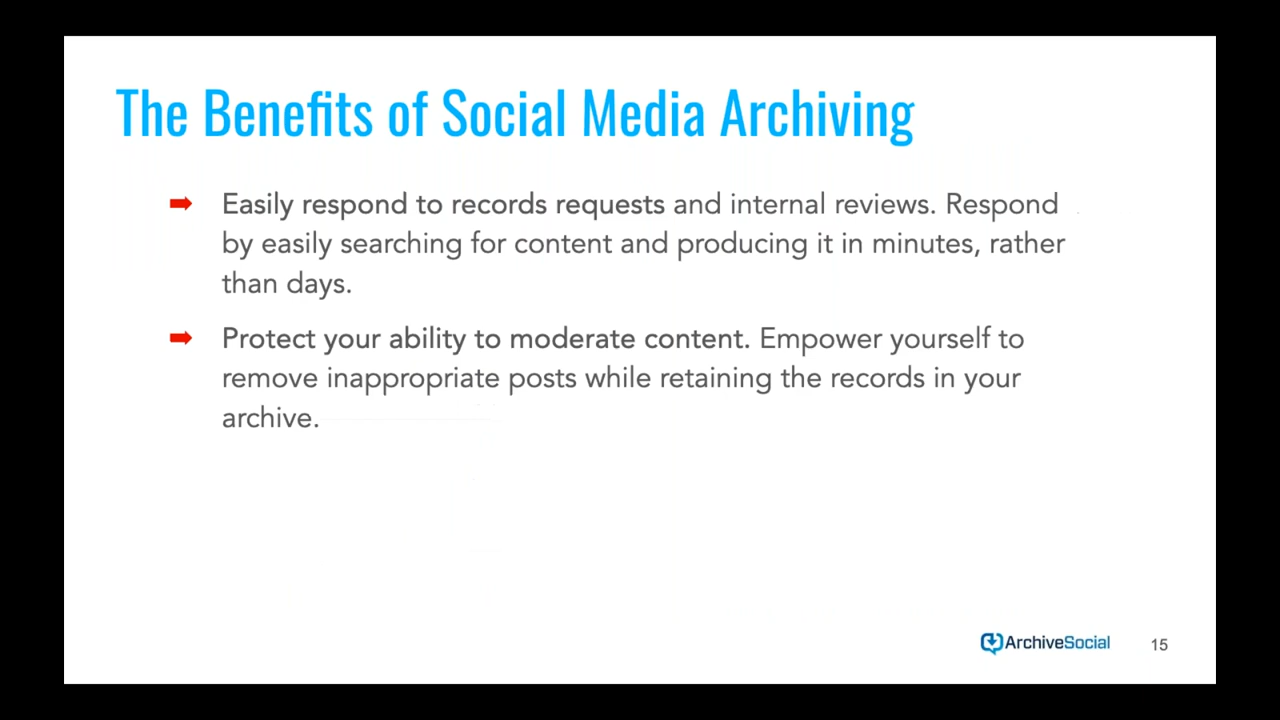 The Benefits of Social Media Archiving
Easily respond to records requests and internal reviews. Respond
by easily searching for content and producing it in minutes, rather
than days.
Protect your ability to moderate content. Empower yourself to
remove inappropriate posts while retaining the records in your
archive.
ArchiveSocial
15